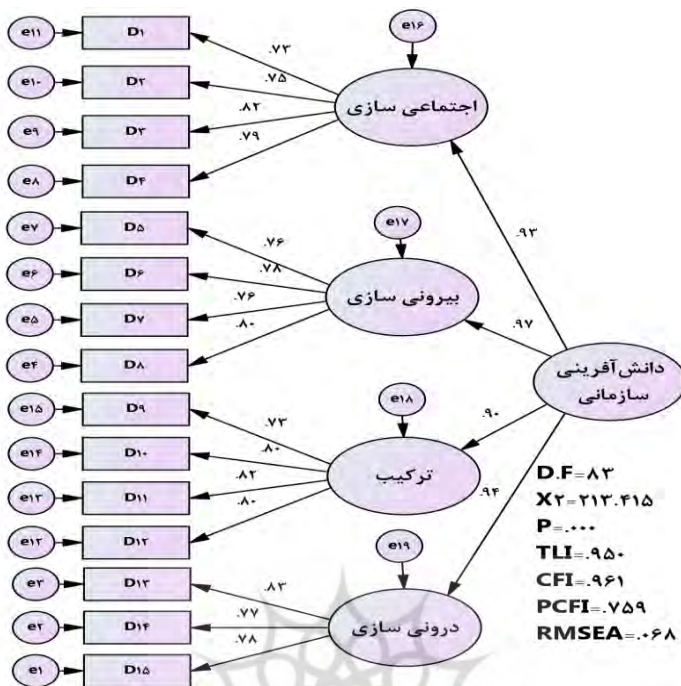 e۱۱
D۱
.۷۳
e۱۶
اجتماعی سازی
e۱۰
D۲
.۷۵
e۹
D۳
.۸۲
e۸
D۴
.۷۹
.۹۳
e۷
D۵
.۷۶
e۱۷
بیرونی سازی
e۶
D۶
.۷۸
e۵
D۷
.۷۶
e۴
D۸
.۸۰
.۹۷
دانش‌آفرینی
سازمانی
e۱۵
D۹
.۷۳
e۱۸
ترکیب
e۱۴
D۱۰
.۸۰
e۱۳
D۱۱
.۸۲
e۱۲
D۱۲
.۸۰
.۹۰
e۳
D۱۳
.۸۳
e۱۹
درونی سازی
e۲
D۱۴
.۷۷
e۱
D۱۵
.۷۸
.۹۴
D.F=۸۳
X۲=۲۱۳.۴۱۵
P=.۰۰۰
TLI=.۹۵۰
CFI=.۹۶۱
PCFI=.۷۵۹
RMSEA=.۰۶۸